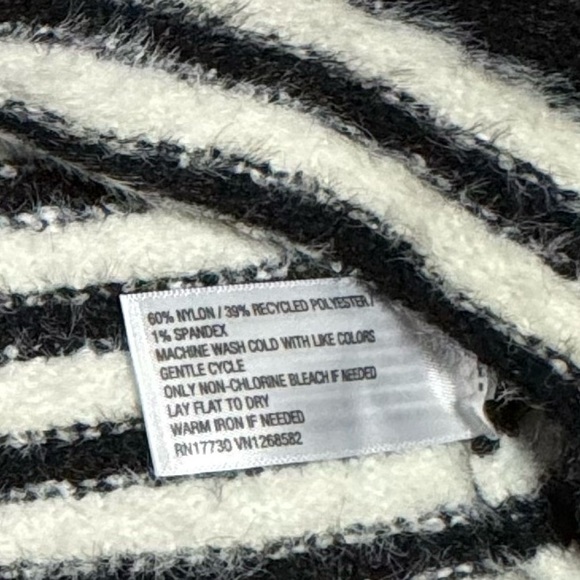 60% NYLON / 39% RECYCLED POLYESTER /
1% SPANDEX
MACHINE WASH COLD WITH LIKE COLORS
GENTLE CYCLE
ONLY NON-CHLORINE BLEACH IF NEEDED
LAY FLAT TO DRY
WARM IRON IF NEEDED
RN17730 VN1268582